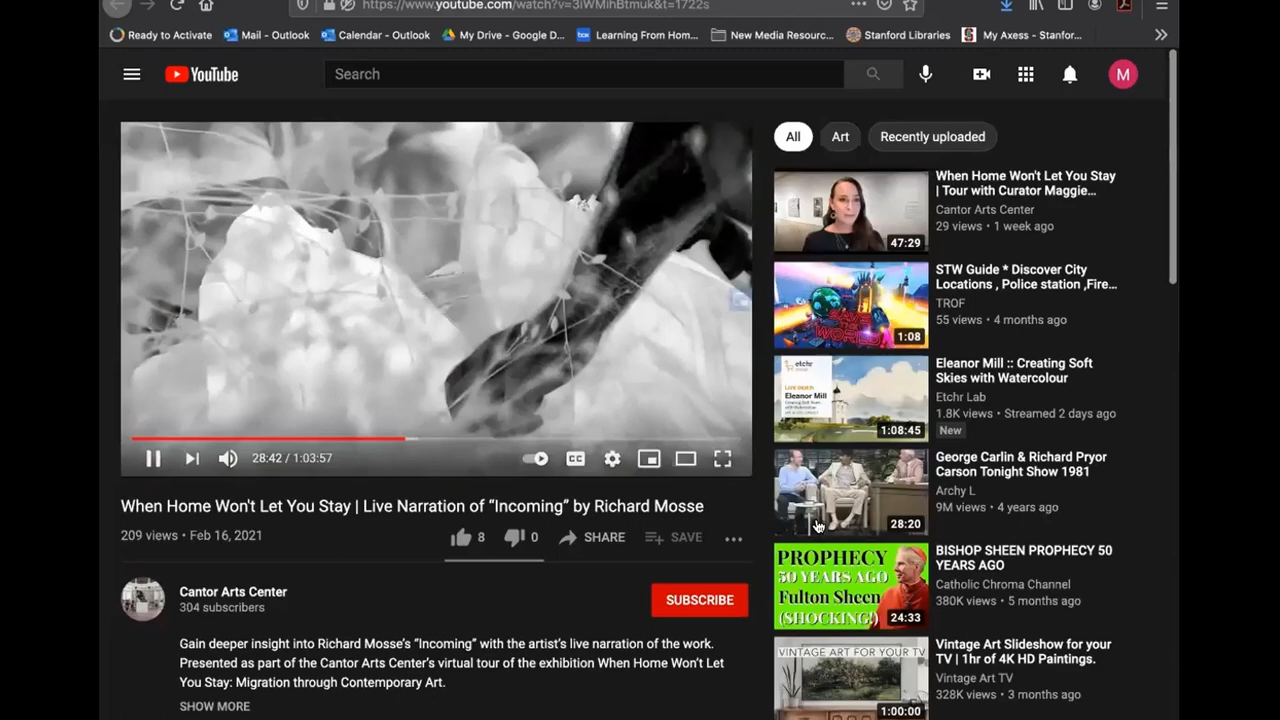 https://www.youtube.com/watch?v=3iWMihBtmuk&t=1722s
Ready to Activate
Mail - Outlook
Calendar - Outlook
My Drive - Google D...
box
Learning From Hom...
New Media Resourc...
Stanford Libraries
My Axess - Stanfor...
YouTube
Search
M
28:42 / 1:03:57
CC
When Home Won't Let You Stay | Live Narration of “Incoming” by Richard Mosse
209 views • Feb 16, 2021
8
0
SHARE
SAVE
Cantor Arts Center
304 subscribers
SUBSCRIBE
Gain deeper insight into Richard Mosse's “Incoming” with the artist's live narration of the work.
Presented as part of the Cantor Arts Center's virtual tour of the exhibition When Home Won't Let
You Stay: Migration through Contemporary Art.
SHOW MORE
All
Art
Recently uploaded
47:29
When Home Won't Let You Stay
| Tour with Curator Maggie...
Cantor Arts Center
29 views • 1 week ago
SAVE THE
WORLD
1:08
STW Guide * Discover City
Locations , Police station ,Fire...
TROF
55 views • 4 months ago
etchr
Eleanor Mill
1:08:45
Eleanor Mill :: Creating Soft
Skies with Watercolour
Etchr Lab
1.8K views • Streamed 2 days ago
New
28:20
George Carlin & Richard Pryor
Carson Tonight Show 1981
Archy L
9M views • 4 years ago
PROPHECY
50 YEARS AGO
Fulton Sheen
(SHOCKING!)
24:33
BISHOP SHEEN PROPHECY 50
YEARS AGO
Catholic Chroma Channel
380K views • 5 months ago
VINTAGE ART FOR YOUR TV
1:00:00
Vintage Art Slideshow for your
TV | 1hr of 4K HD Paintings.
Vintage Art TV
328K views • 3 months ago